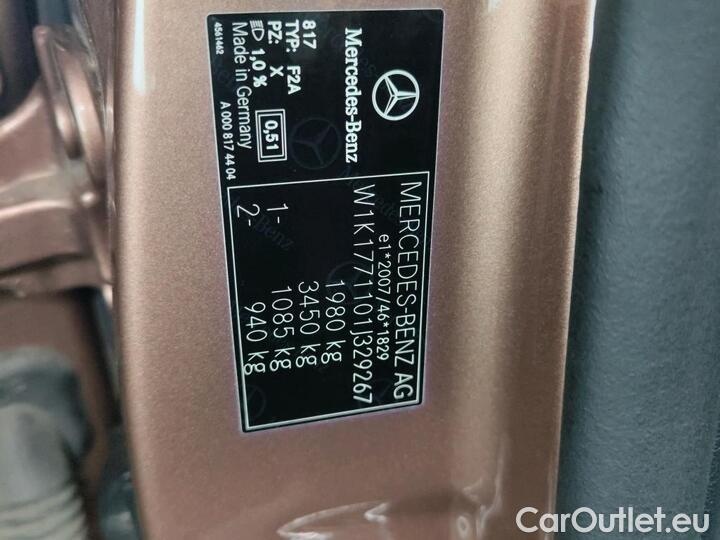 Mercedes-Benz
817
TYP: F2A
PZ: X
1,0 %
0,51
Made in Germany
4561462
A 000 817 44 04
MERCEDES-BENZ AG
e1*2007/46*1829
W1K1771101J329267
1980 kg
3450 kg
1- 1085 kg
2- 940 kg
CarOutlet.eu